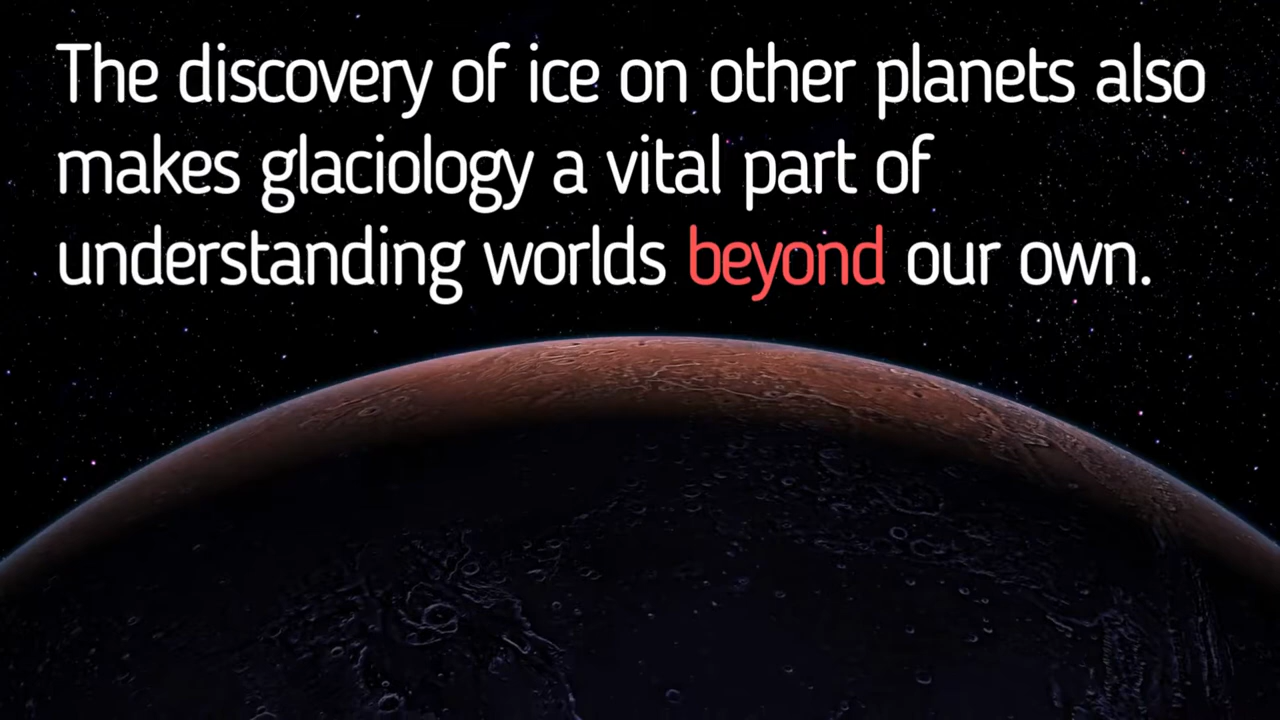 The discovery of ice on other planets also
makes glaciology a vital part of
understanding worlds beyond our own.